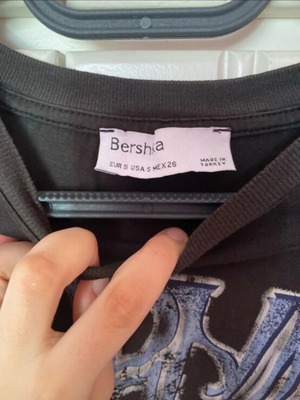 Bershka
EUR S USA S MEX 26
MADE IN
TURKEY